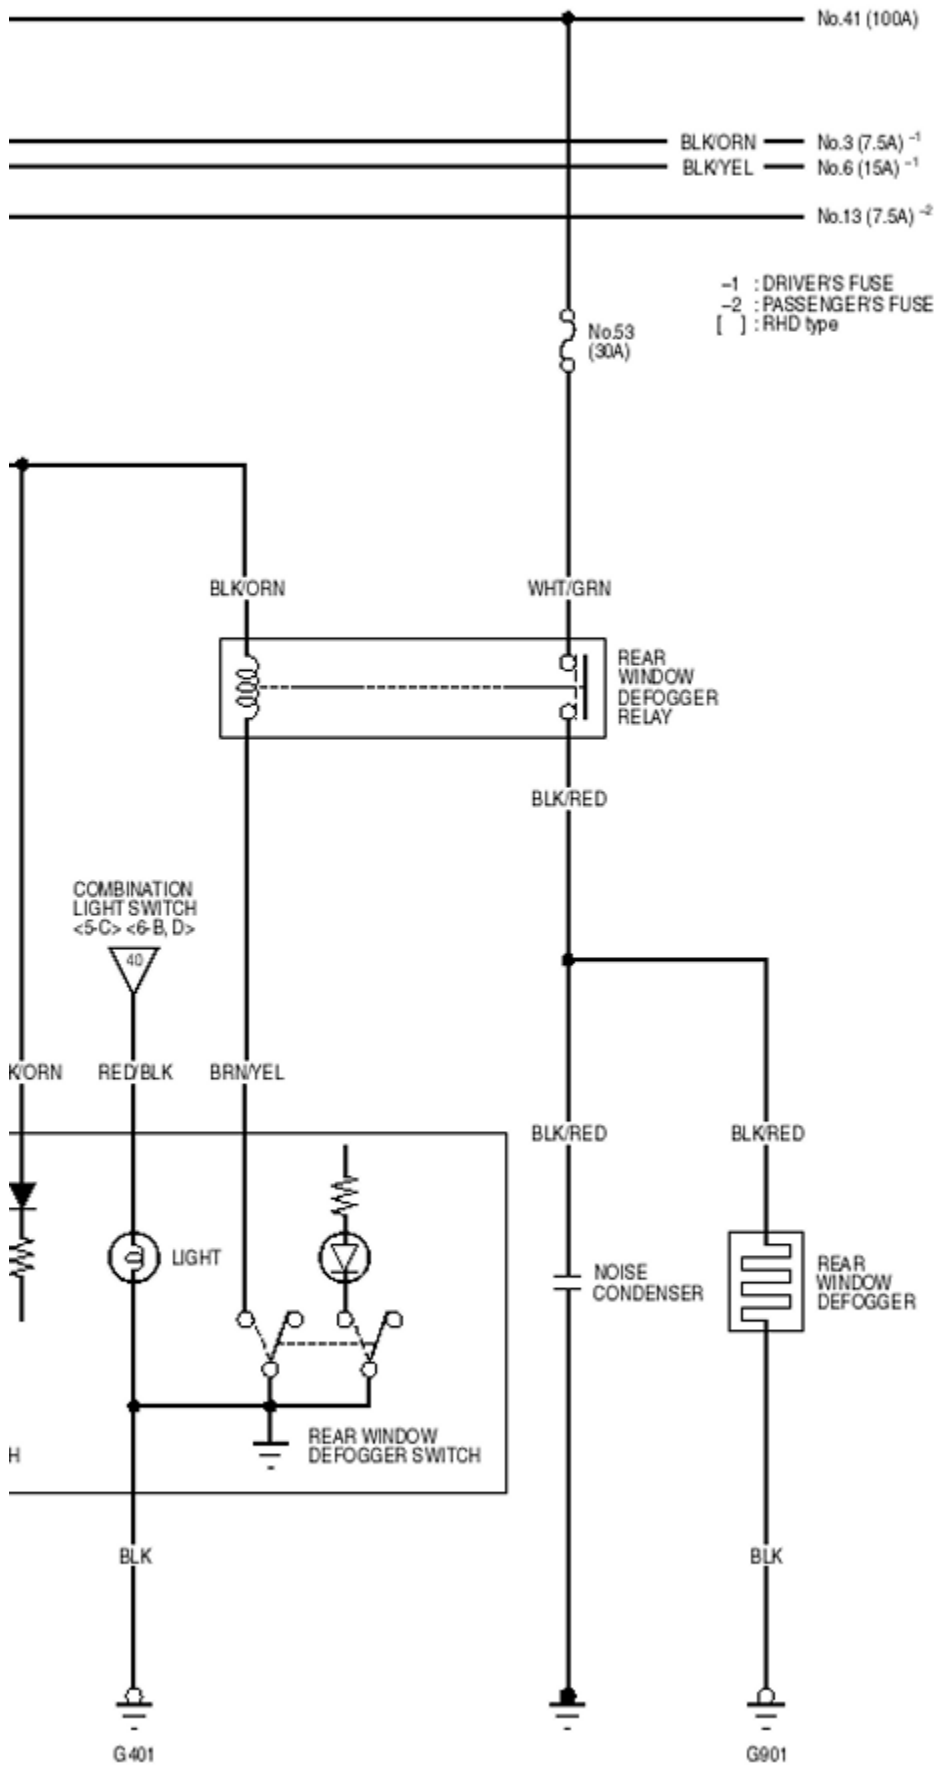 No.41 (100A)
BLK/ORN No.3 (7.5A) –1
BLK/YEL No.6 (15A) –1
No.13 (7.5A) –2
–1 : DRIVER'S FUSE
–2 : PASSENGER'S FUSE
[ ] : RHD type
No.53
(30A)
BLK/ORN WHT/GRN
REAR
WINDOW
DEFOGGER
RELAY
BLK/RED
COMBINATION
LIGHT SWITCH
<5-C> <6-B, D>
40
K/ORN RED/BLK BRN/YEL
BLK/RED BLK/RED
LIGHT
NOISE
CONDENSER
REAR
WINDOW
DEFOGGER
REAR WINDOW
DEFOGGER SWITCH
H
BLK BLK
G401 G901